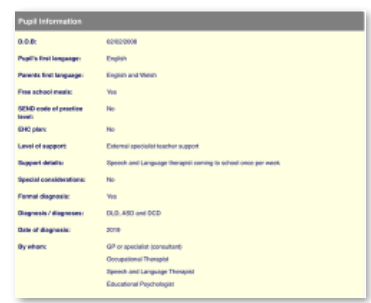 Pupil Information
D.O.B: 02/02/2008
Pupil's first language: English
Parents first language: English and Welsh
Free school meals: Yes
SEND code of practice No
level:
EHC plan: No
Level of support: External specialist teacher support
Support details: Speech and Language therapist coming to school once per week
Special considerations: No
Formal diagnosis: Yes
Diagnosis / diagnoses: DLD, ASD and DCD
Date of diagnosis: 2019
By whom: GP or specialist (consultant)
Occupational Therapist
Speech and Language Therapist
Educational Psychologist